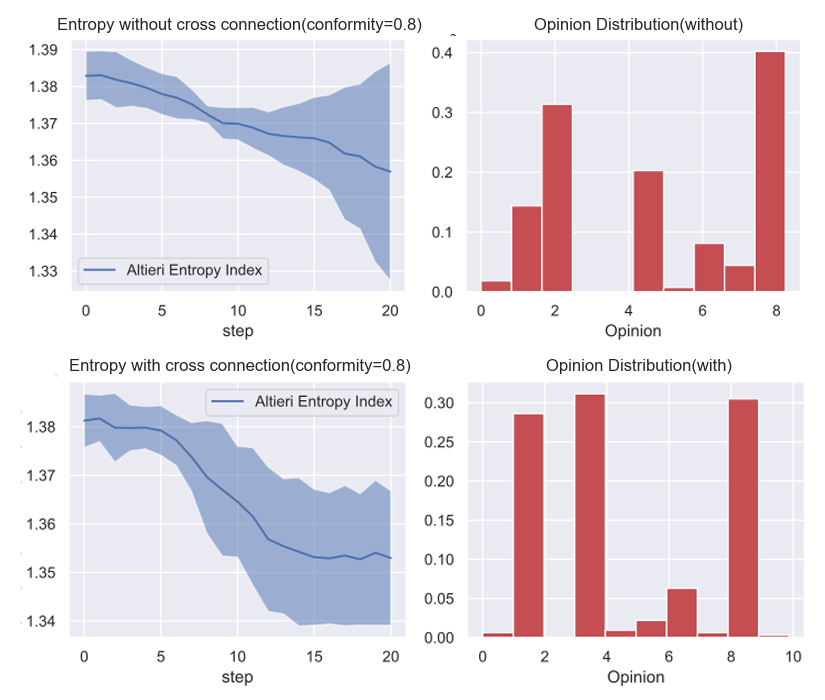 Entropy without cross connection(conformity=0.8)
1.39
1.38
1.37
1.36
1.35
1.34
1.33
Altieri Entropy Index
0 5 10 15 20
step
Opinion Distribution(without)
0.4
0.3
0.2
0.1
0.0
0 2 4 6 8
Opinion
Entropy with cross connection(conformity=0.8)
Altieri Entropy Index
1.38
1.37
1.36
1.35
1.34
0 5 10 15 20
step
Opinion Distribution(with)
0.30
0.25
0.20
0.15
0.10
0.05
0.00
0 2 4 6 8 10
Opinion